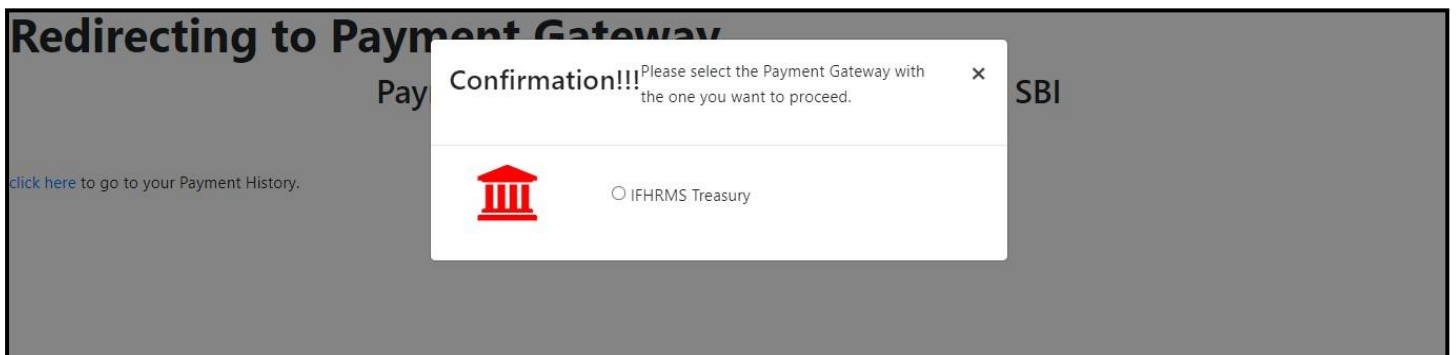 Redirecting to Payment Gateway
Confirmation!!!
Please select the Payment Gateway with
the one you want to proceed.
×
Pay
SBI
click here to go to your Payment History.
IFHRMS Treasury